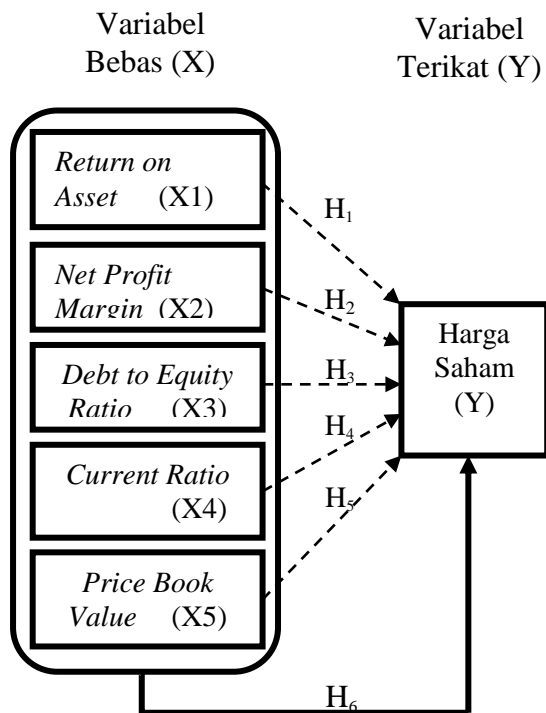 Variabel
Bebas (X)
Variabel
Terikat (Y)
Return on
Asset (X1)
Net Profit
Margin (X2)
Debt to Equity
Ratio (X3)
Current Ratio
(X4)
Price Book
Value (X5)
H₁
H₂
H₃
H₄
H₅
Harga
Saham
(Y)
H₆